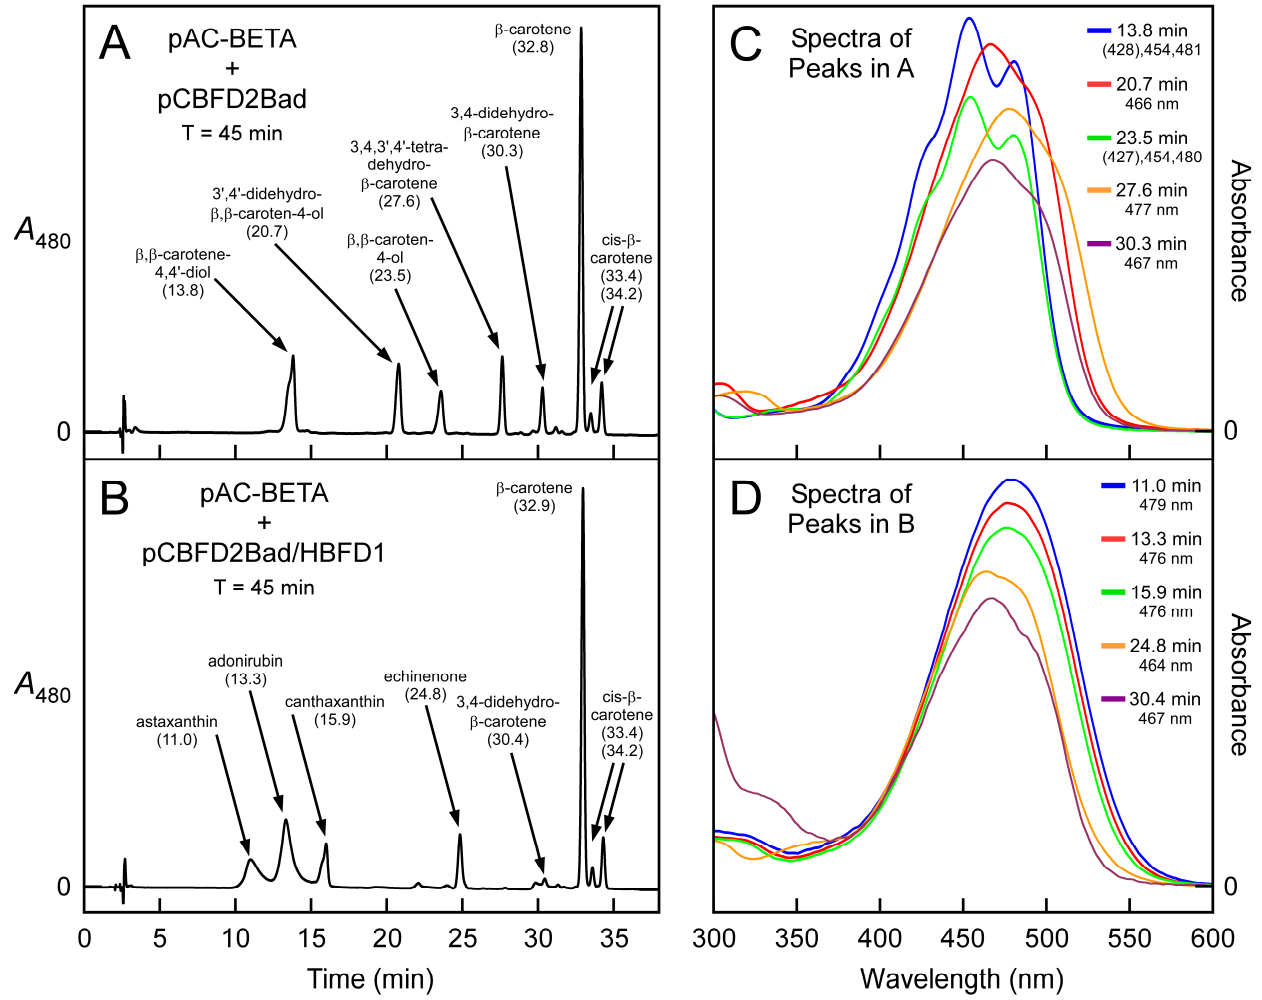 A
pAC-BETA
+
pCBFD2Bad
T = 45 min
β-carotene
(32.8)
3,4-didehydro-
β-carotene
(30.3)
3,4,3',4'-tetra-
dehydro-
β-carotene
(27.6)
3',4'-didehydro-
β,β-caroten-4-ol
(20.7)
β,β-caroten-
4-ol
(23.5)
cis-β-
carotene
(33.4)
(34.2)
β,β-carotene-
4,4'-diol
(13.8)
A480
0
C
Spectra of
Peaks in A
13.8 min
(428),454,481
20.7 min
466 nm
23.5 min
(427),454,480
27.6 min
477 nm
30.3 min
467 nm
Absorbance
0
B
pAC-BETA
+
pCBFD2Bad/HBFD1
T = 45 min
β-carotene
(32.9)
adonirubin
(13.3)
echinenone
(24.8)
canthaxanthin
(15.9)
3,4-didehydro-
β-carotene
(30.4)
cis-β-
carotene
(33.4)
(34.2)
astaxanthin
(11.0)
A480
0
0 5 10 15 20 25 30 35
Time (min)
D
Spectra of
Peaks in B
11.0 min
479 nm
13.3 min
476 nm
15.9 min
476 nm
24.8 min
464 nm
30.4 min
467 nm
Absorbance
0
300 350 400 450 500 550 600
Wavelength (nm)